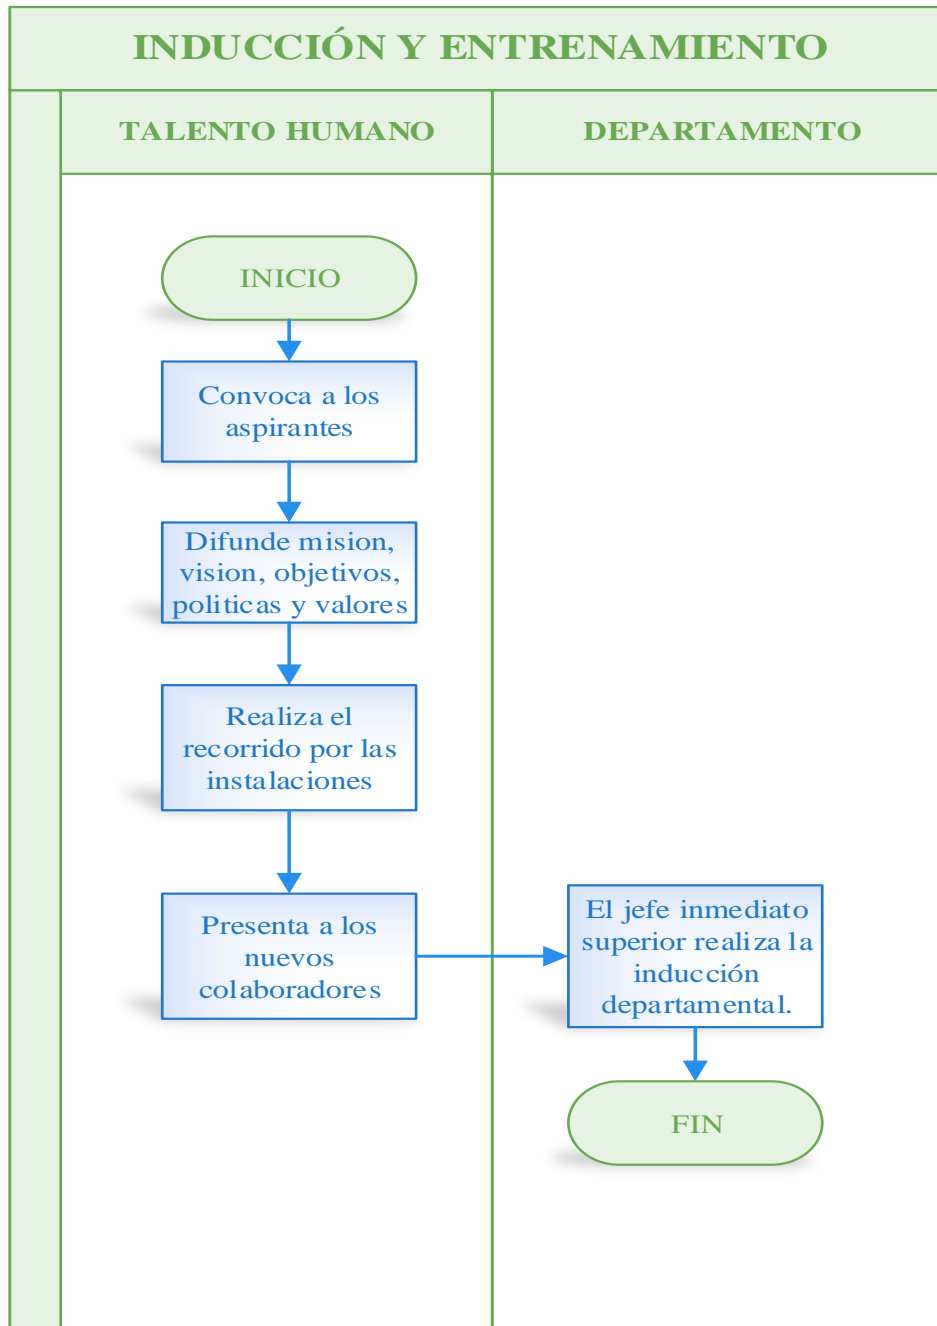 INDUCCIÓN Y ENTRENAMIENTO
TALENTO HUMANO
DEPARTAMENTO
INICIO
Convoca a los
aspirantes
Difunde mision,
vision, objetivos,
politicas y valores
Realiza el
recorrido por las
instalaciones
Presenta a los
nuevos
colaboradores
El jefe inmediato
superior realiza la
inducción
departamental.
FIN